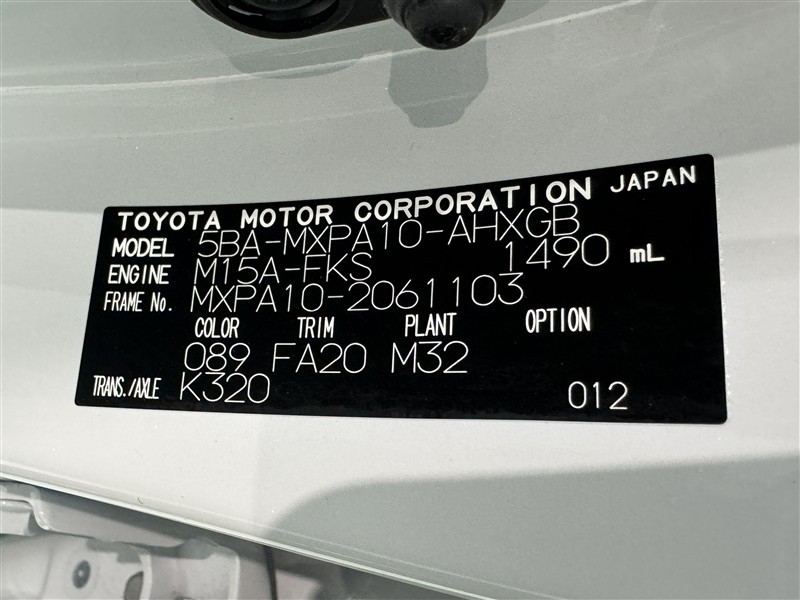 TOYOTA MOTOR CORPORATION JAPAN
MODEL 5BA-MXPA10-AHXGB
ENGINE M15A-FKS 1490 mL
FRAME No. MXPA10-2061103
COLOR TRIM PLANT OPTION
089 FA20 M32
TRANS./AXLE K320 012